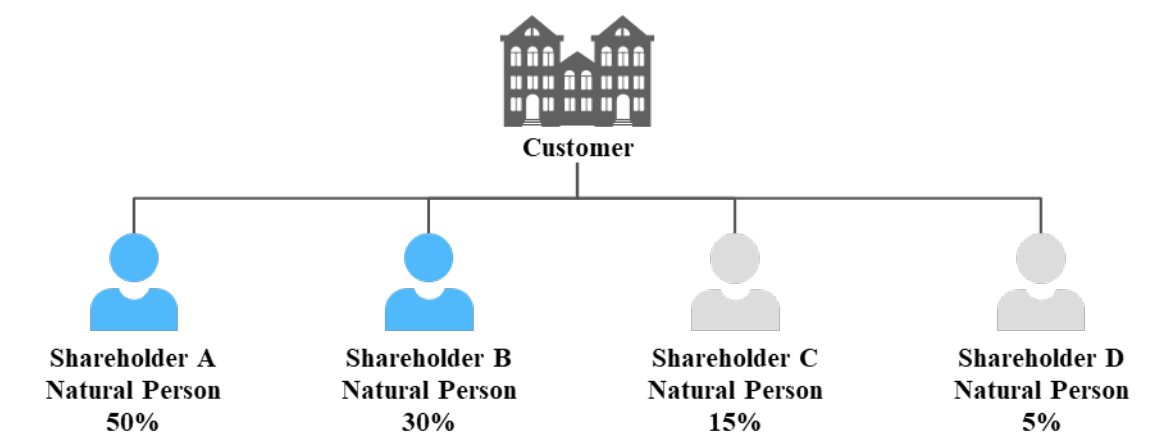 Customer
Shareholder A
Natural Person
50%
Shareholder B
Natural Person
30%
Shareholder C
Natural Person
15%
Shareholder D
Natural Person
5%